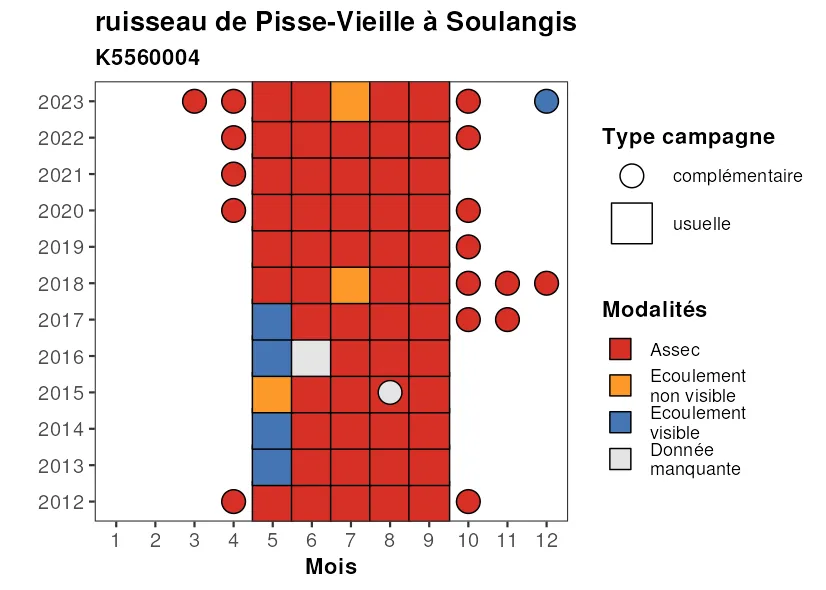 ruisseau de Pisse-Vieille à Soulangis
K5560004
2023
2022
2021
2020
2019
2018
2017
2016
2015
2014
2013
2012
1 2 3 4 5 6 7 8 9 10 11 12
Mois
Type campagne
complémentaire
usuelle
Modalités
Assec
Ecoulement
non visible
Ecoulement
visible
Donnée
manquante